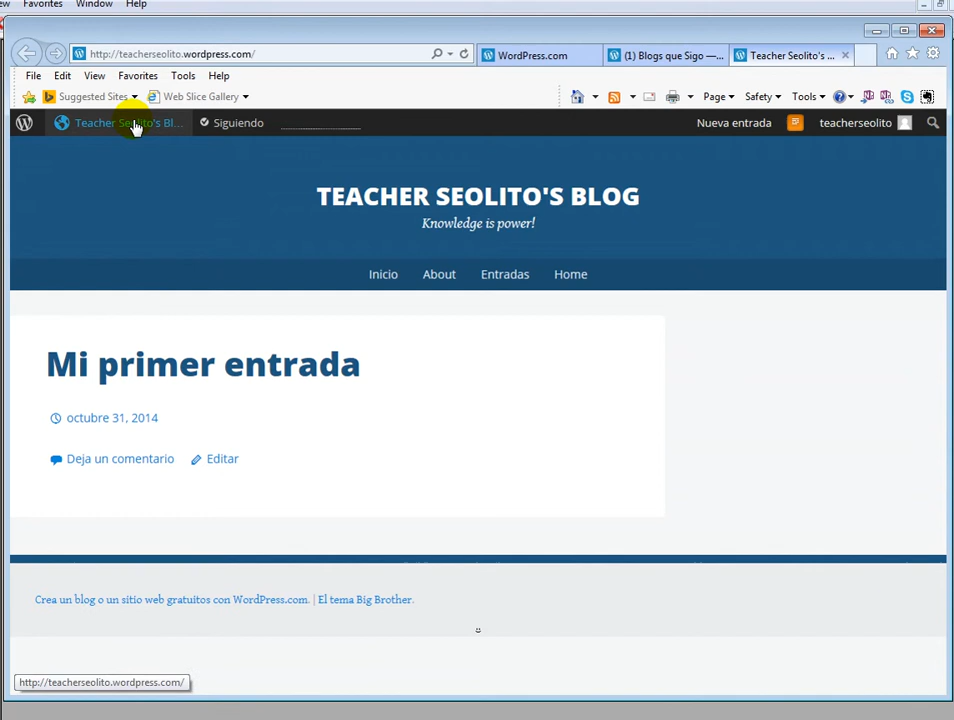 Favorites Window Help
http://teacherseolito.wordpress.com/
WordPress.com
(1) Blogs que Sigo —...
Teacher Seolito's ...
File Edit View Favorites Tools Help
Suggested Sites Web Slice Gallery Page Safety Tools
Teacher Seolito's Bl... Siguiendo Nueva entrada teacherseolito
TEACHER SEOLITO'S BLOG
Knowledge is power!
Inicio About Entradas Home
Mi primer entrada
octubre 31, 2014
Deja un comentario Editar
Crea un blog o un sitio web gratuitos con WordPress.com. | El tema Big Brother.
http://teacherseolito.wordpress.com/